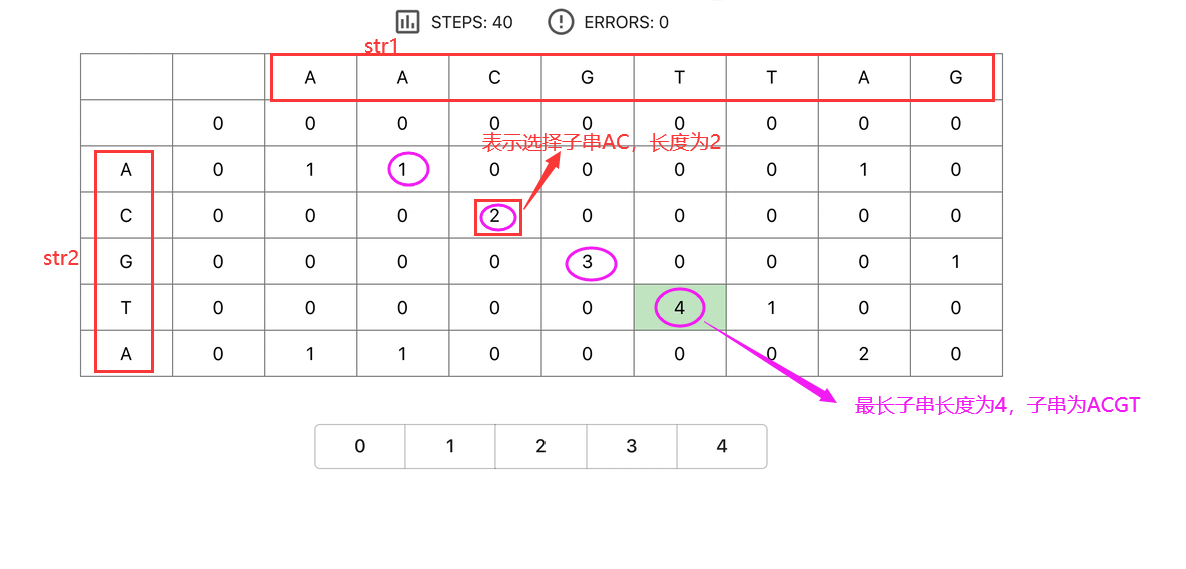 STEPS: 40 ERRORS: 0
str1
A A C G T T A G
0 0 0 0 0 0 0 0 0
表示选择子串AC，长度为2
A 0 1 1 0 0 0 0 1 0
C 0 0 0 2 0 0 0 0 0
str2
G 0 0 0 0 3 0 0 0 1
T 0 0 0 0 0 4 1 0 0
A 0 1 1 0 0 0 0 2 0
最长子串长度为4，子串为ACGT
0 1 2 3 4